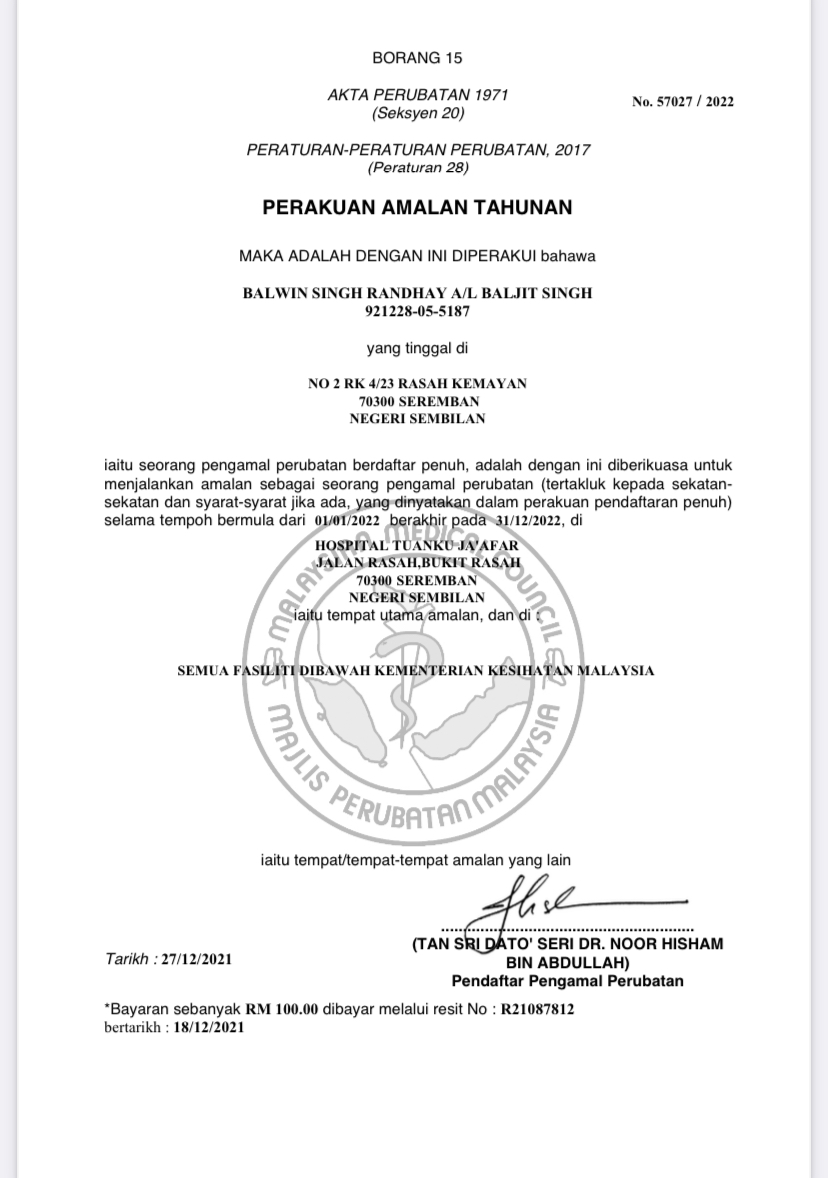 BORANG 15
AKTA PERUBATAN 1971
(Seksyen 20)
No. 57027 / 2022
PERATURAN-PERATURAN PERUBATAN, 2017
(Peraturan 28)
PERAKUAN AMALAN TAHUNAN
MAKA ADALAH DENGAN INI DIPERAKUI bahawa
BALWIN SINGH RANDHAY A/L BALJIT SINGH
921228-05-5187
yang tinggal di
NO 2 RK 4/23 RASAH KEMAYAN
70300 SEREMBAN
NEGERI SEMBILAN
iaitu seorang pengamal perubatan berdaftar penuh, adalah dengan ini diberikuasa untuk
menjalankan amalan sebagai seorang pengamal perubatan (tertakluk kepada sekatan-
sekatan dan syarat-syarat jika ada, yang dinyatakan dalam perakuan pendaftaran penuh)
selama tempoh bermula dari 01/01/2022 berakhir pada 31/12/2022, di
HOSPITAL TUANKU JA'AFAR
JALAN RASAH,BUKIT RASAH
70300 SEREMBAN
NEGERI SEMBILAN
iaitu tempat utama amalan, dan di :
SEMUA FASILITI DIBAWAH KEMENTERIAN KESIHATAN MALAYSIA
MALAYSIA MEDICAL COUNCIL
MAJLIS PERUBATAN MALAYSIA
iaitu tempat/tempat-tempat amalan yang lain
(TAN SRI DATO' SERI DR. NOOR HISHAM
BIN ABDULLAH)
Pendaftar Pengamal Perubatan
Tarikh : 27/12/2021
*Bayaran sebanyak RM 100.00 dibayar melalui resit No : R21087812
bertarikh : 18/12/2021